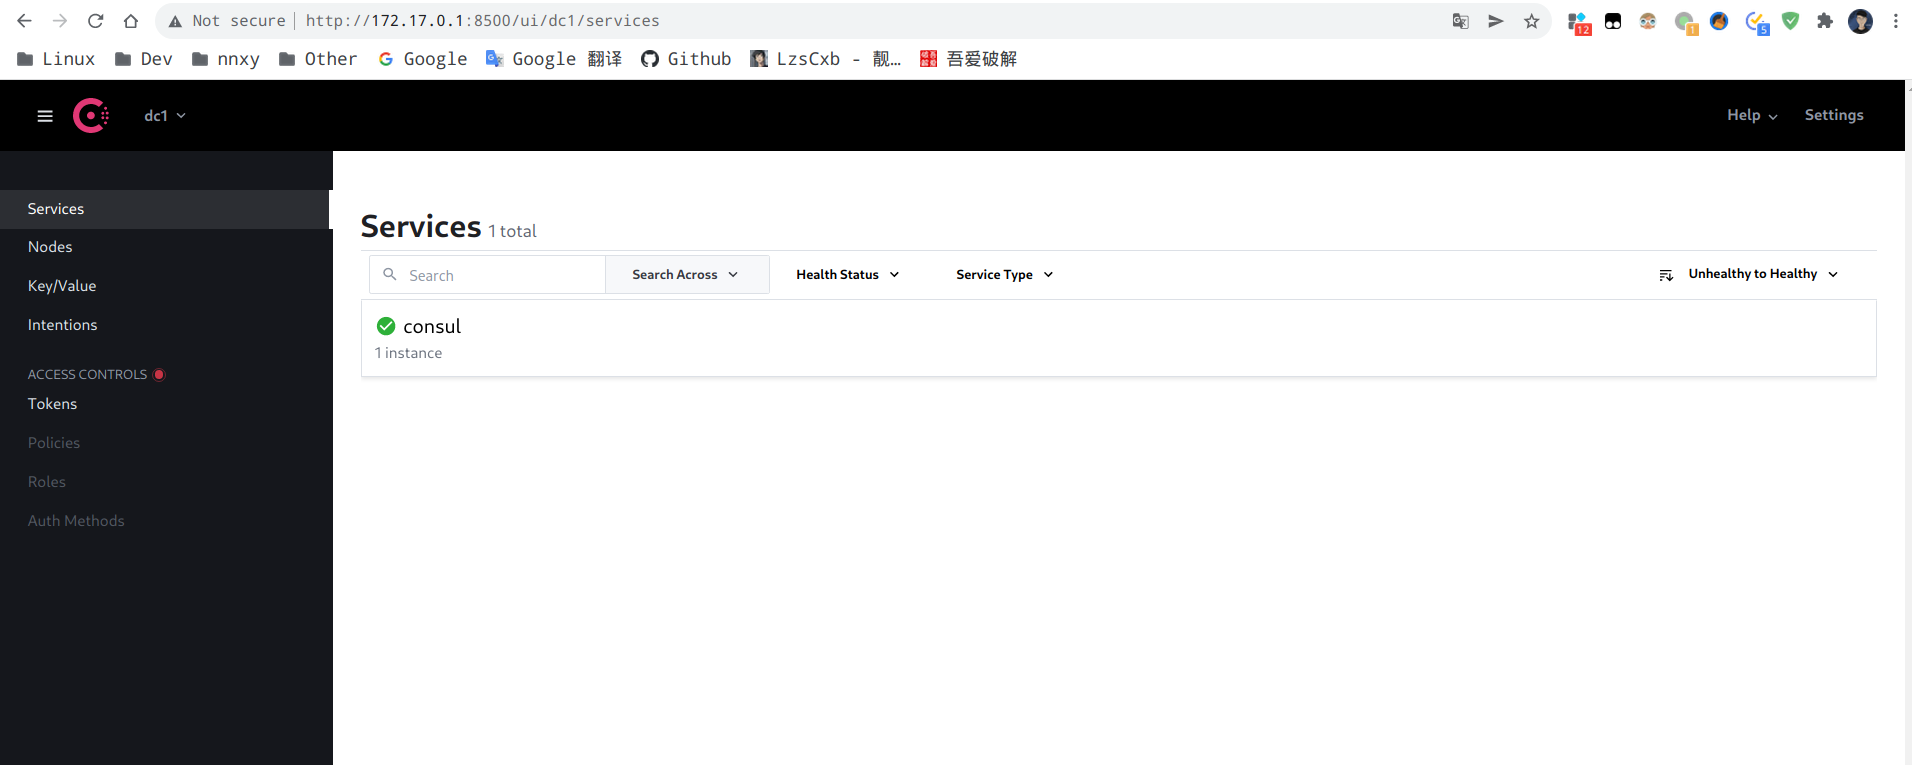 Not secure http://172.17.0.1:8500/ui/dc1/services 12 1 5
Linux Dev nnxy Other Google Google 翻译 Github LzsCxb - 靓… 吾爱破解
dc1 Help Settings
Services
Nodes
Key/Value
Intentions
ACCESS CONTROLS
Tokens
Policies
Roles
Auth Methods
Services 1 total
Search Search Across Health Status Service Type Unhealthy to Healthy
consul
1 instance